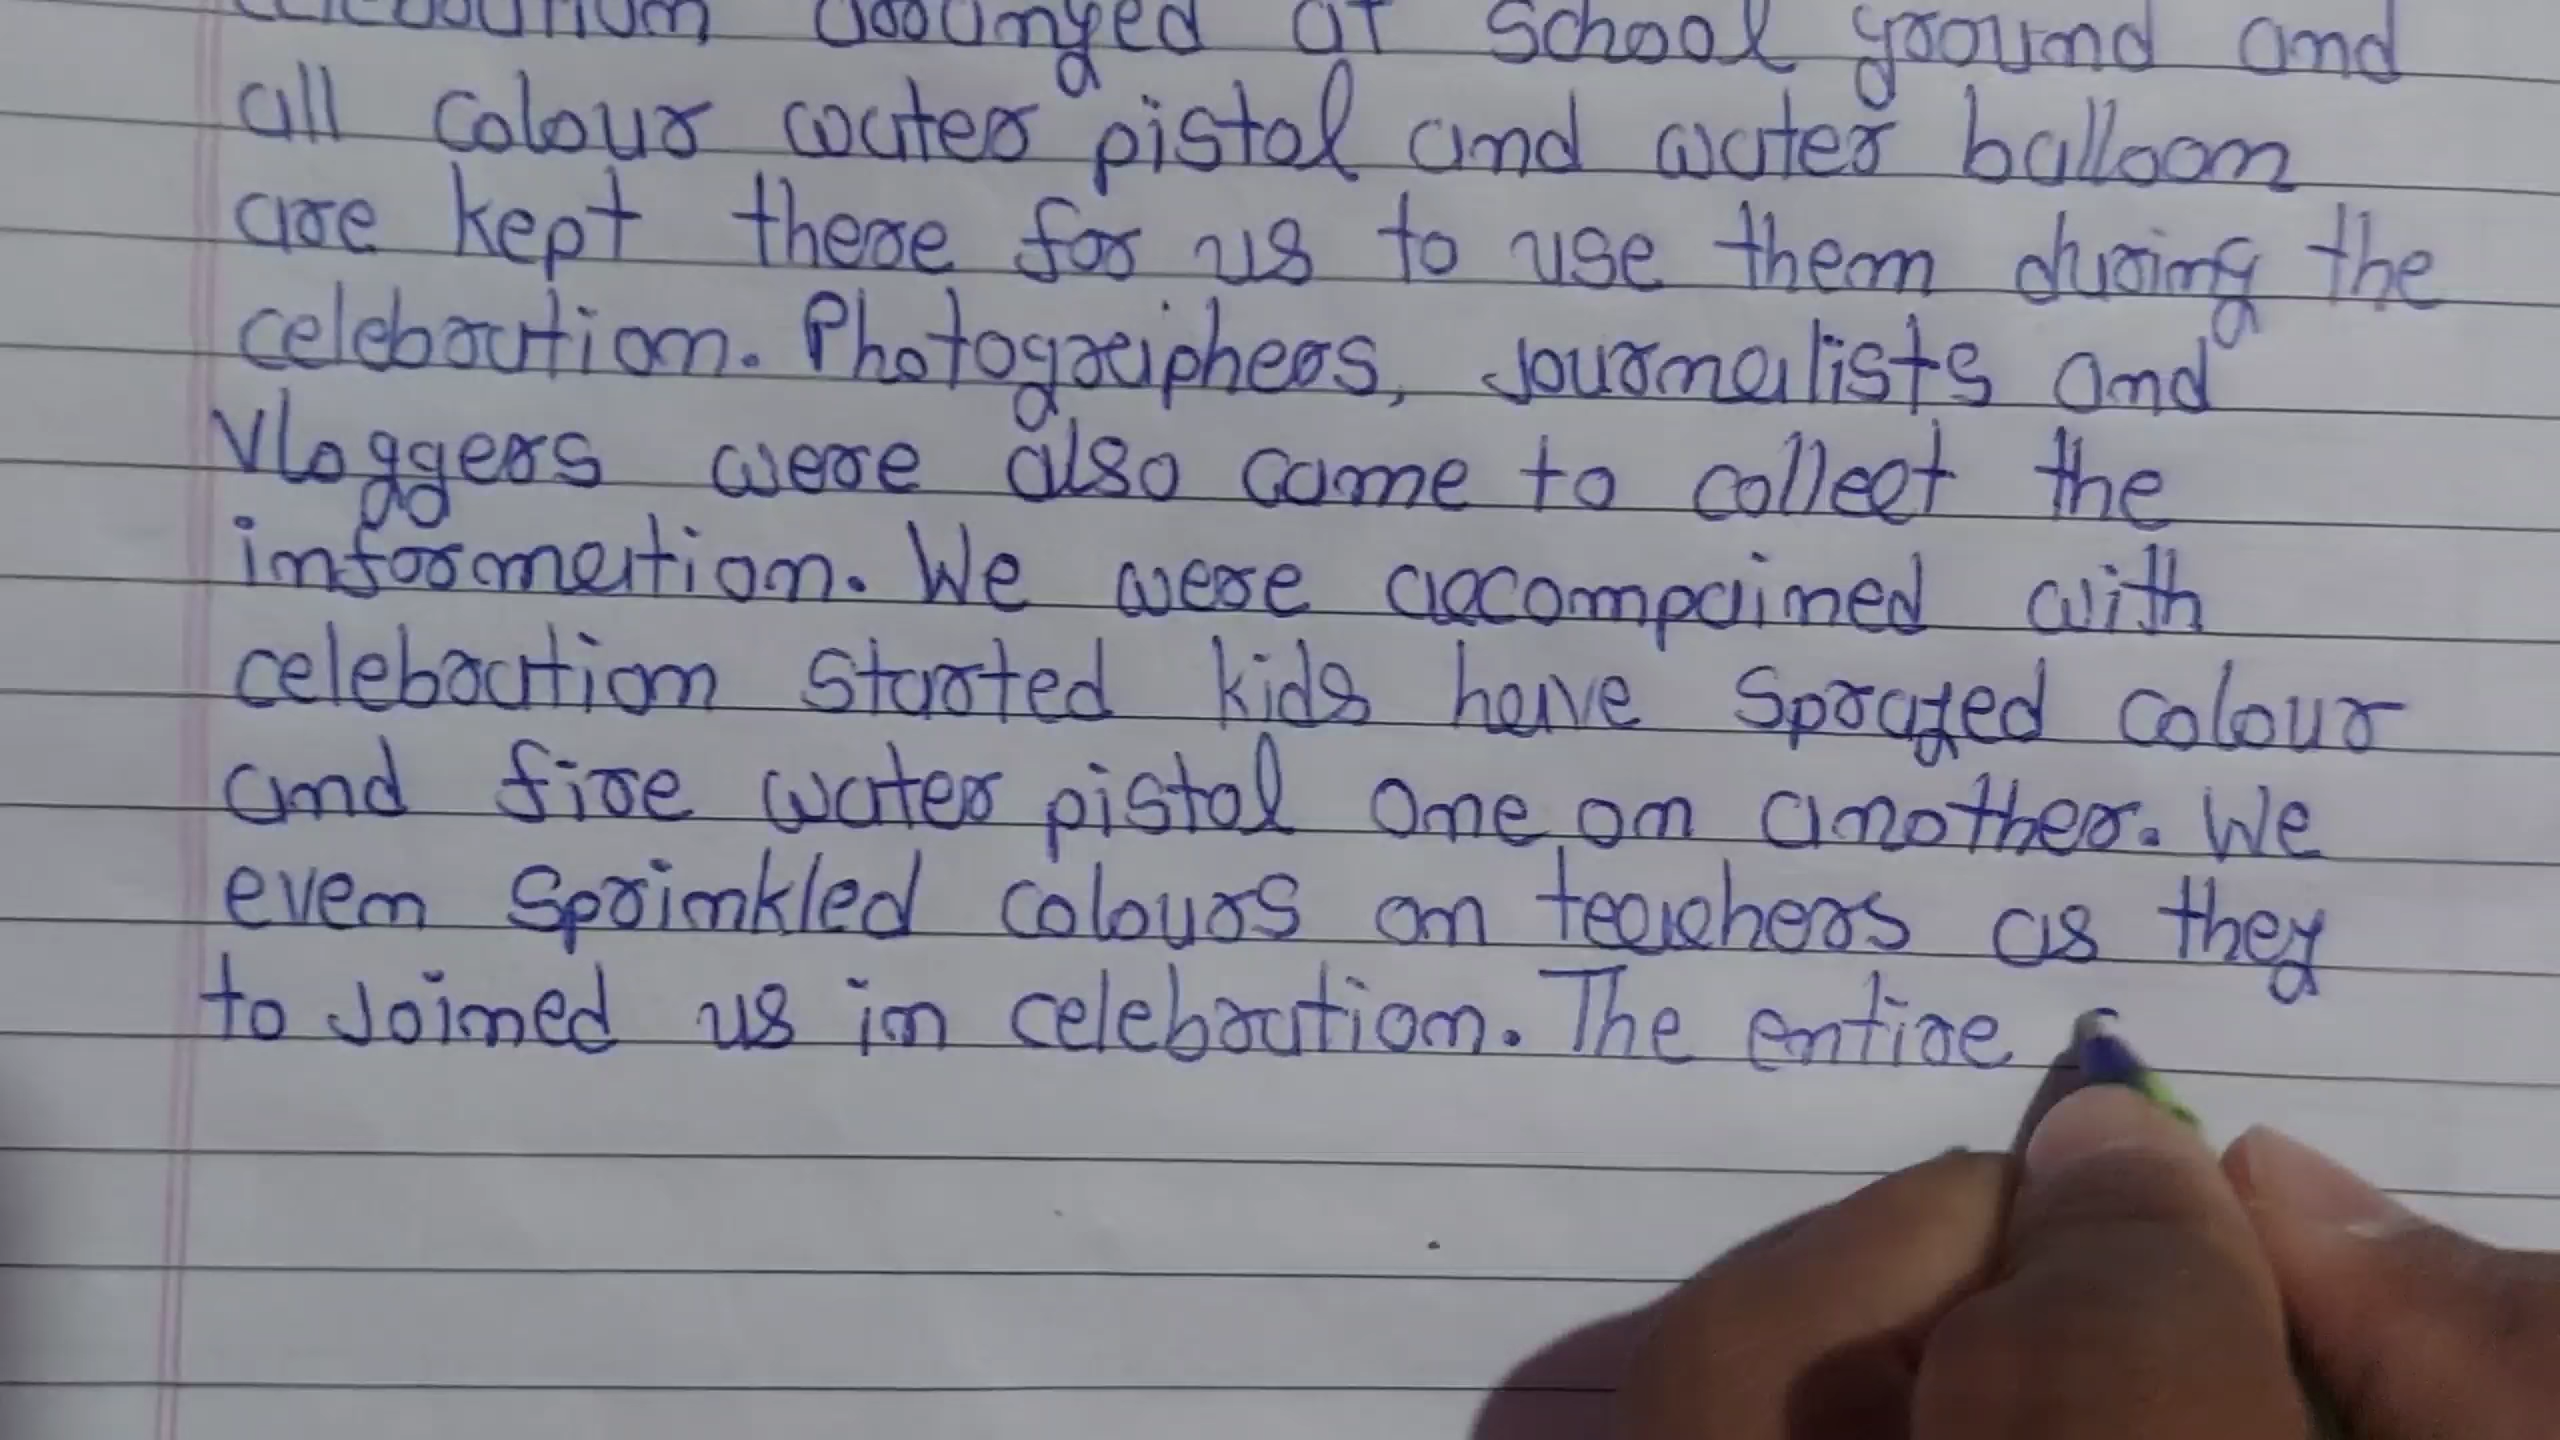 celebration arranged at school ground and
all colour water pistol and water balloon
are kept there for us to use them during the
celebration. Photographers, Journalists and
Vloggers were also came to collect the
information. We were accompained with
celebration started kids have sprayed colour
and fire water pistol one on another. We
even sprinkled colours on teachers as they
to Joined us in celebration. The entire